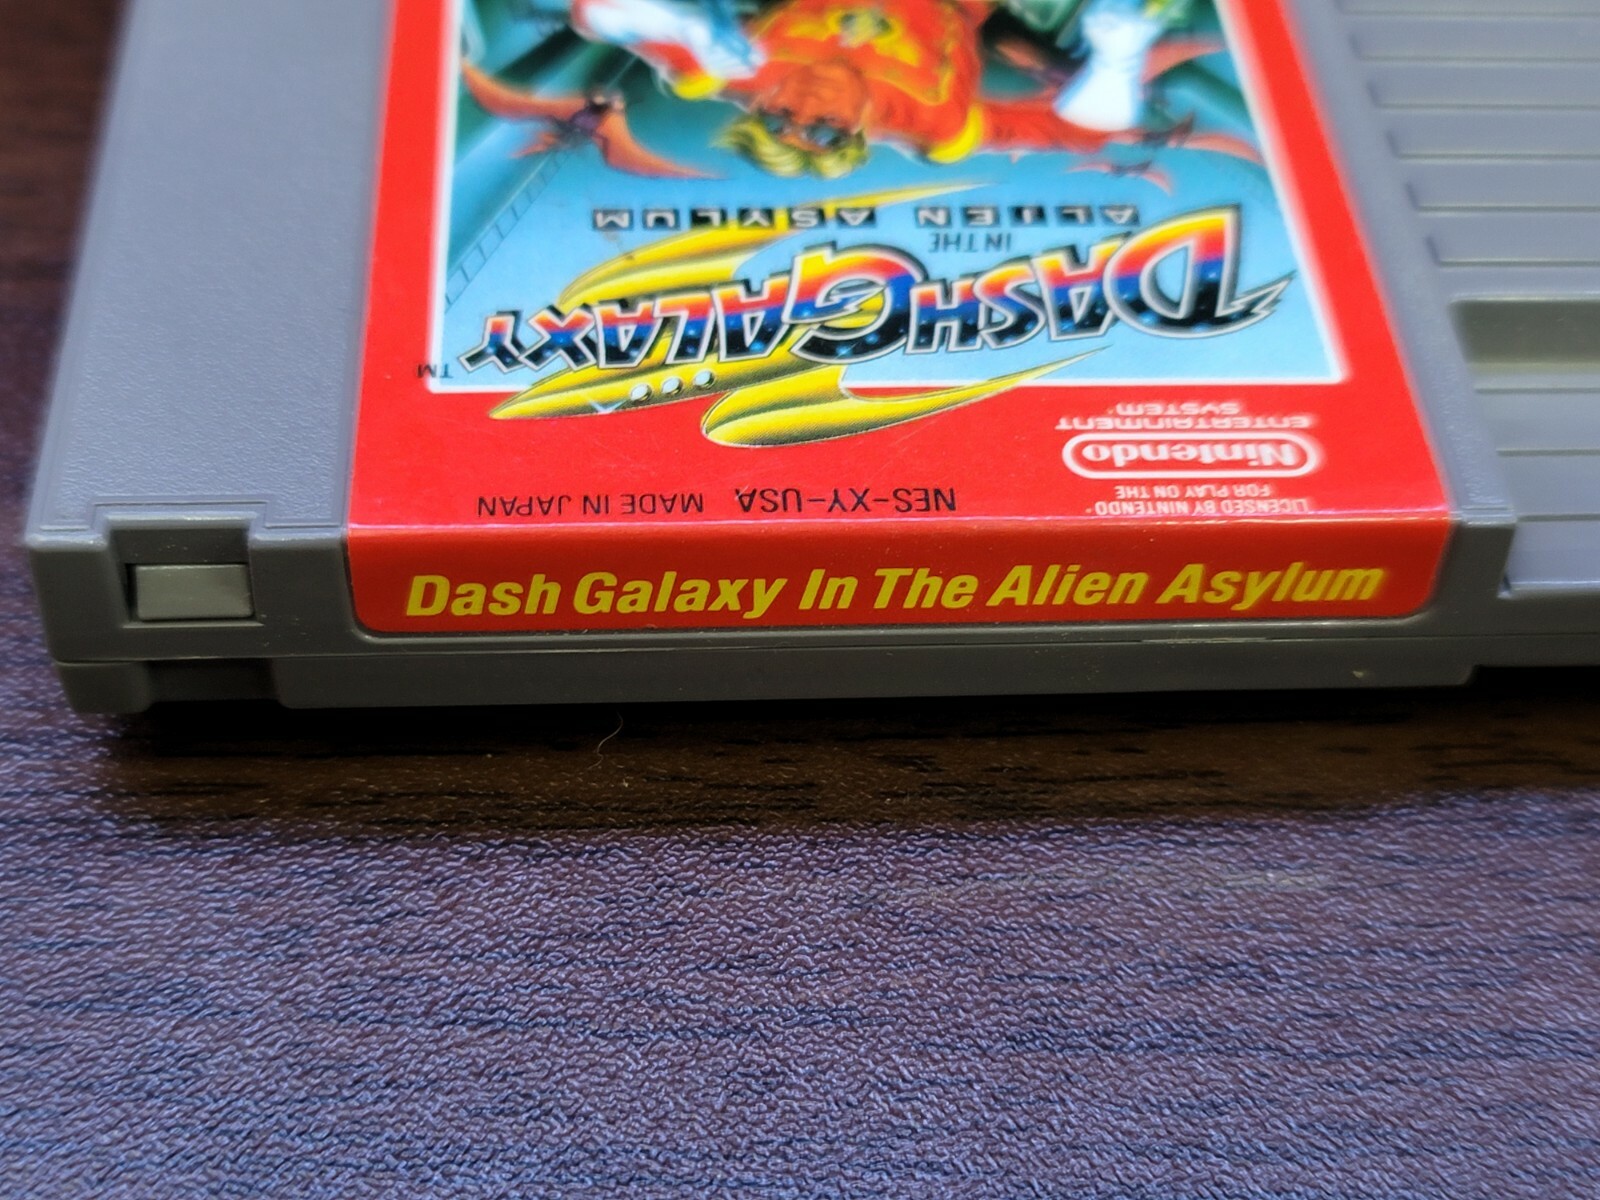 Dash Galaxy In The Alien Asylum
LICENSED BY NINTENDO®
FOR PLAY ON THE
Nintendo
ENTERTAINMENT
SYSTEM®
NES-XY-USA MADE IN JAPAN
DASH GALAXY TM
IN THE
ALIEN ASYLUM